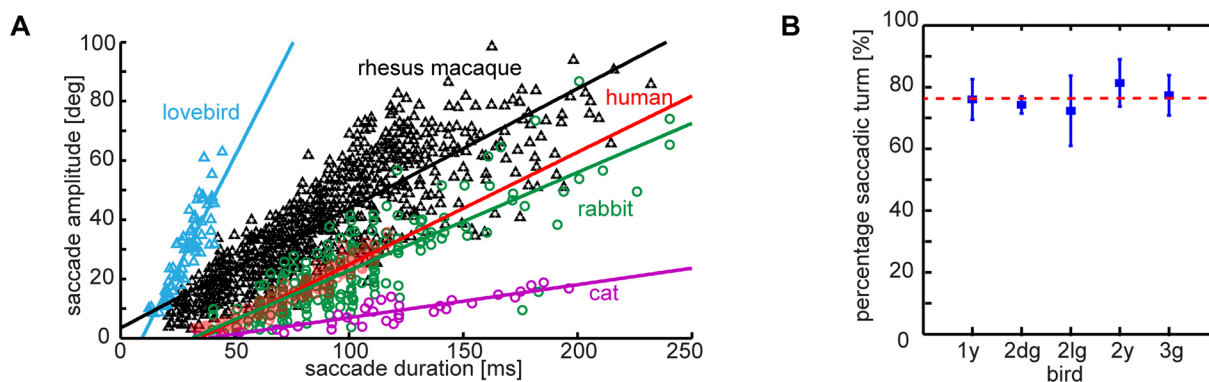 A
saccade amplitude [deg]
100
80
60
40
20
0
0
50
100
150
200
250
saccade duration [ms]
lovebird
rhesus macaque
human
rabbit
cat
B
percentage saccadic turm [%]
100
80
60
40
20
0
1y 2dg 2lg 2y 3g
bird